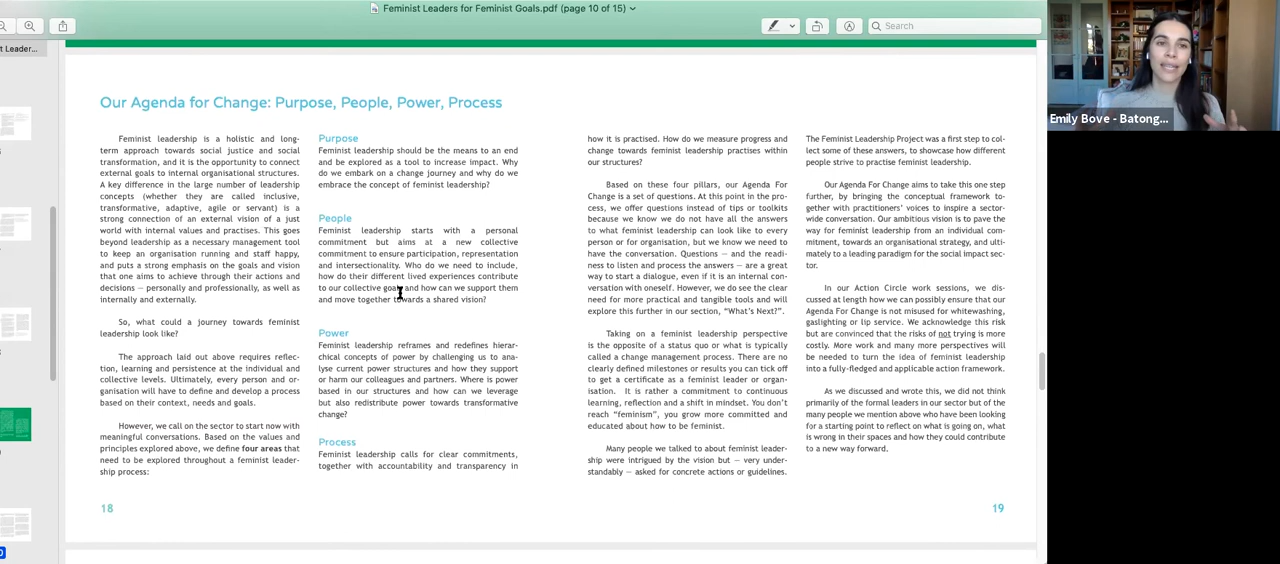 Feminist Leaders for Feminist Goals.pdf (page 10 of 15)
Search
t Leader...
Emily Bove - Batong...
Our Agenda for Change: Purpose, People, Power, Process
Feminist leadership is a holistic and long-
term approach towards social justice and social
transformation, and it is the opportunity to connect
external goals to internal organisational structures.
A key difference in the large number of leadership
concepts (whether they are called inclusive,
transformative, adaptive, agile or servant) is a
strong connection of an external vision of a just
world with internal values and practises. This goes
beyond leadership as a necessary management tool
to keep an organisation running and staff happy,
and puts a strong emphasis on the goals and vision
that one aims to achieve through their actions and
decisions — personally and professionally, as well as
internally and externally.
So, what could a journey towards feminist
leadership look like?
The approach laid out above requires reflec-
tion, learning and persistence at the individual and
collective levels. Ultimately, every person and or-
ganisation will have to define and develop a process
based on their context, needs and goals.
However, we call on the sector to start now with
meaningful conversations. Based on the values and
principles explored above, we define four areas that
need to be explored throughout a feminist leader-
ship process:
Purpose
Feminist leadership should be the means to an end
and be explored as a tool to increase impact. Why
do we embark on a change journey and why do we
embrace the concept of feminist leadership?
People
Feminist leadership starts with a personal
commitment but aims at a new collective
commitment to ensure participation, representation
and intersectionality. Who do we need to include,
how do their different lived experiences contribute
to our collective goals and how can we support them
and move together towards a shared vision?
Power
Feminist leadership reframes and redefines hierar-
chical concepts of power by challenging us to ana-
lyse current power structures and how they support
or harm our colleagues and partners. Where is power
based in our structures and how can we leverage
but also redistribute power towards transformative
change?
Process
Feminist leadership calls for clear commitments,
together with accountability and transparency in
18
how it is practised. How do we measure progress and
change towards feminist leadership practises within
our structures?
Based on these four pillars, our Agenda For
Change is a set of questions. At this point in the pro-
cess, we offer questions instead of tips or toolkits
because we know we do not have all the answers
to what feminist leadership can look like to every
person or for organisation, but we know we need to
have the conversation. Questions — and the readi-
ness to listen and process the answers — are a great
way to start a dialogue, even if it is an internal con-
versation with oneself. However, we do see the clear
need for more practical and tangible tools and will
explore this further in our section, “What’s Next?”.
Taking on a feminist leadership perspective
is the opposite of a status quo or what is typically
called a change management process. There are no
clearly defined milestones or results you can tick off
to get a certificate as a feminist leader or organ-
isation. It is rather a commitment to continuous
learning, reflection and a shift in mindset. You don’t
reach “feminism”, you grow more committed and
educated about how to be feminist.
Many people we talked to about feminist leader-
ship were intrigued by the vision but — very under-
standably — asked for concrete actions or guidelines.
The Feminist Leadership Project was a first step to col-
lect some of these answers, to showcase how different
people strive to practise feminist leadership.
Our Agenda For Change aims to take this one step
further, by bringing the conceptual framework to-
gether with practitioners’ voices to inspire a sector-
wide conversation. Our ambitious vision is to pave the
way for feminist leadership from an individual com-
mitment, towards an organisational strategy, and ulti-
mately to a leading paradigm for the social impact sec-
tor.
In our Action Circle work sessions, we dis-
cussed at length how we can possibly ensure that our
Agenda For Change is not misused for whitewashing,
gaslighting or lip service. We acknowledge this risk
but are convinced that the risks of not trying is more
costly. More work and many more perspectives will
be needed to turn the idea of feminist leadership
into a fully-fledged and applicable action framework.
As we discussed and wrote this, we did not think
primarily of the formal leaders in our sector but of the
many people we mention above who have been looking
for a starting point to reflect on what is going on, what
is wrong in their spaces and how they could contribute
to a new way forward.
19